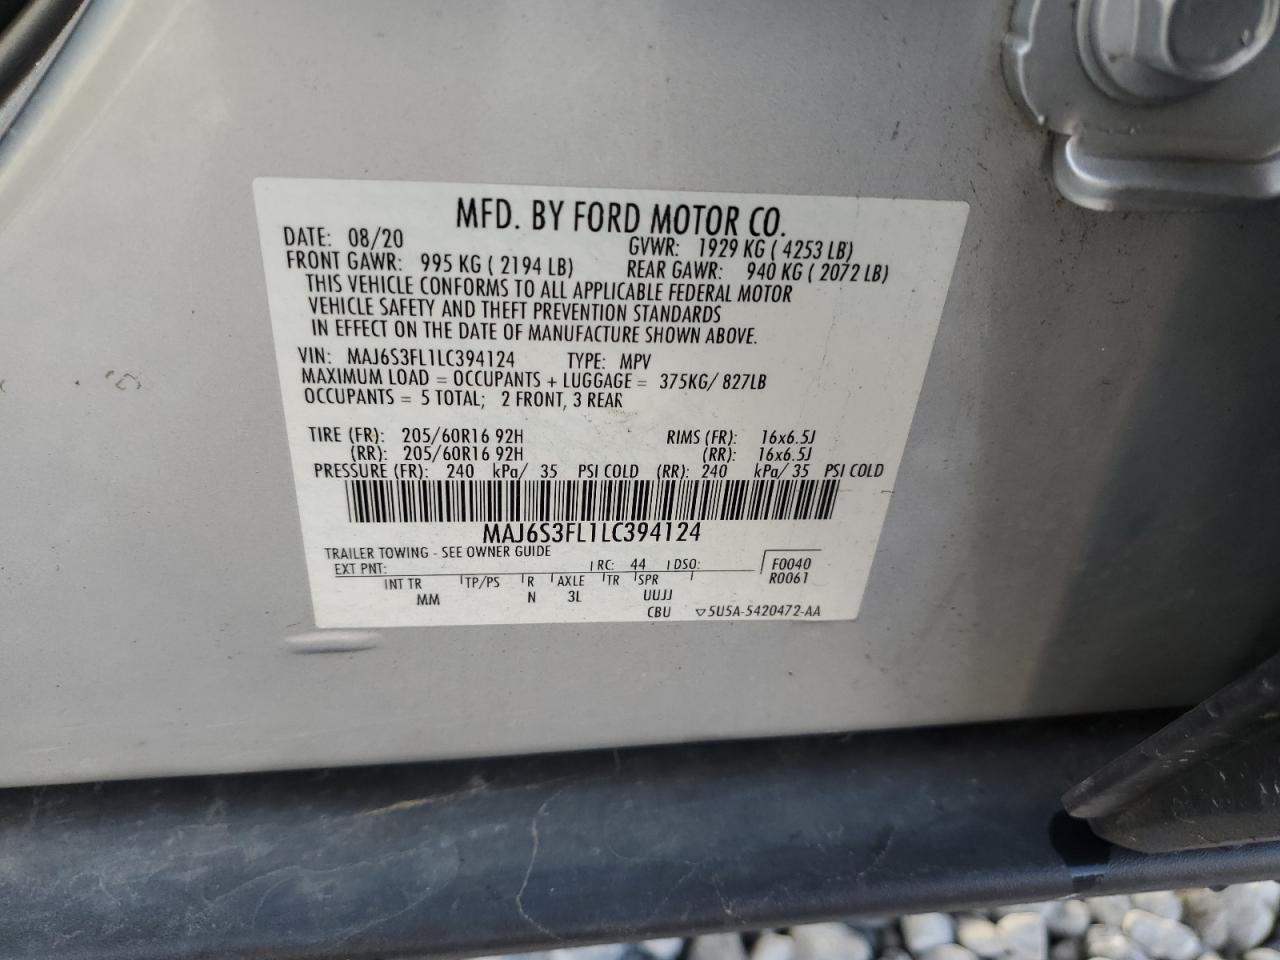 MFD. BY FORD MOTOR CO.
DATE: 08/20 GVWR: 1929 KG ( 4253 LB)
FRONT GAWR: 995 KG ( 2194 LB) REAR GAWR: 940 KG ( 2072 LB)
THIS VEHICLE CONFORMS TO ALL APPLICABLE FEDERAL MOTOR
VEHICLE SAFETY AND THEFT PREVENTION STANDARDS
IN EFFECT ON THE DATE OF MANUFACTURE SHOWN ABOVE.
VIN: MAJ6S3FL1LC394124 TYPE: MPV
MAXIMUM LOAD = OCCUPANTS + LUGGAGE = 375KG/ 827LB
OCCUPANTS = 5 TOTAL; 2 FRONT, 3 REAR
TIRE (FR): 205/60R16 92H RIMS (FR): 16x6.5J
(RR): 205/60R16 92H (RR): 16x6.5J
PRESSURE (FR): 240 kPa/ 35 PSI COLD (RR): 240 kPa/ 35 PSI COLD
MAJ6S3FL1LC394124
TRAILER TOWING - SEE OWNER GUIDE
EXT PNT: RC: 44 DSO: F0040
INT TR TP/PS R AXLE TR SPR R0061
MM N 3L UUJJ
CBU ▽5U5A-5420472-AA